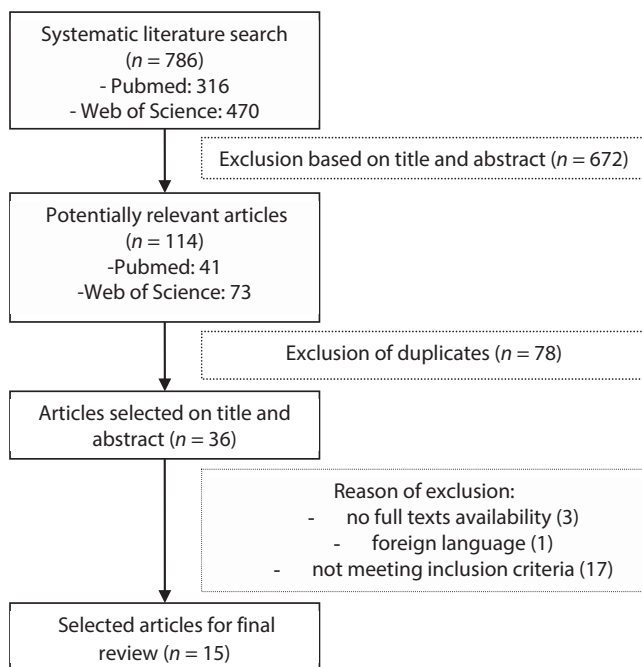 Systematic literature search
(n = 786)
- Pubmed: 316
- Web of Science: 470
Exclusion based on title and abstract (n = 672)
Potentially relevant articles
(n = 114)
-Pubmed: 41
-Web of Science: 73
Exclusion of duplicates (n = 78)
Articles selected on title and
abstract (n = 36)
Reason of exclusion:
- no full texts availability (3)
- foreign language (1)
- not meeting inclusion criteria (17)
Selected articles for final
review (n = 15)